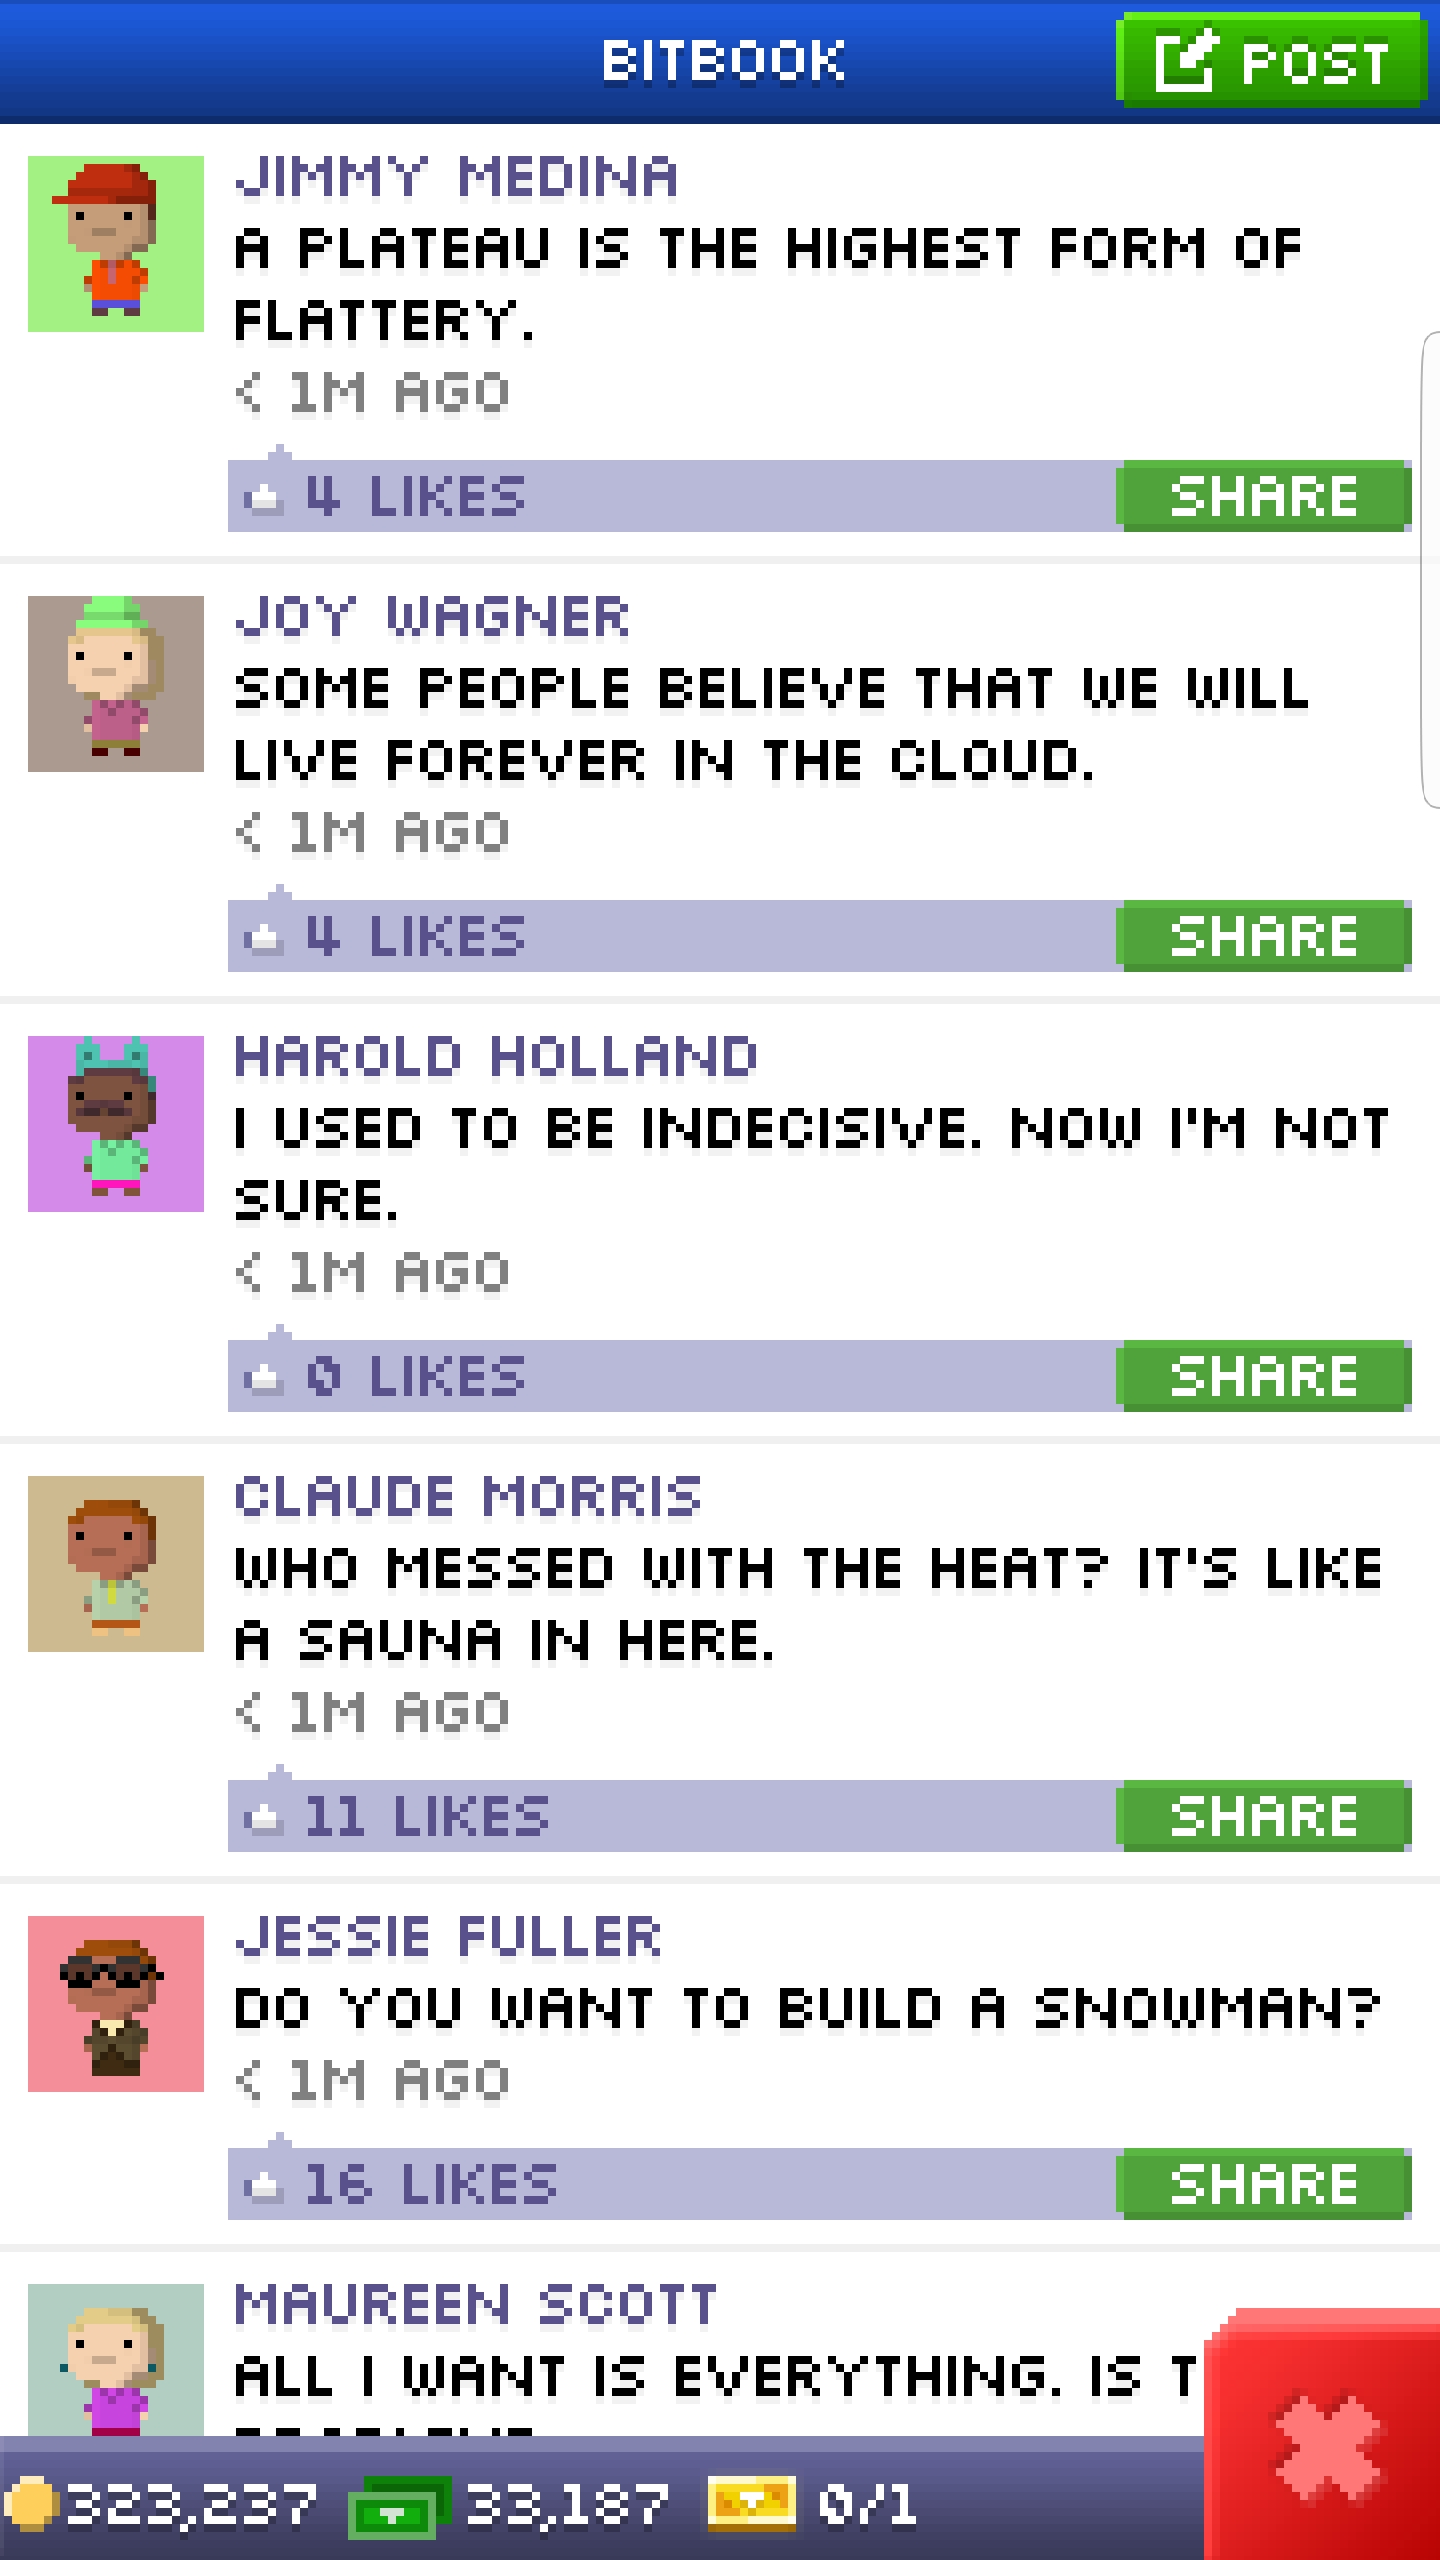 BITBOOK
POST
JIMMY MEDINA
A PLATEAU IS THE HIGHEST FORM OF
FLATTERY.
< 1M AGO
4 LIKES
SHARE
JOY WAGNER
SOME PEOPLE BELIEVE THAT WE WILL
LIVE FOREVER IN THE CLOUD.
< 1M AGO
4 LIKES
SHARE
HAROLD HOLLAND
I USED TO BE INDECISIVE. NOW I'M NOT
SURE.
< 1M AGO
0 LIKES
SHARE
CLAUDE MORRIS
WHO MESSED WITH THE HEAT? IT'S LIKE
A SAUNA IN HERE.
< 1M AGO
11 LIKES
SHARE
JESSIE FULLER
DO YOU WANT TO BUILD A SNOWMAN?
< 1M AGO
16 LIKES
SHARE
MAUREEN SCOTT
ALL I WANT IS EVERYTHING. IS
323,237
33,187
0/1